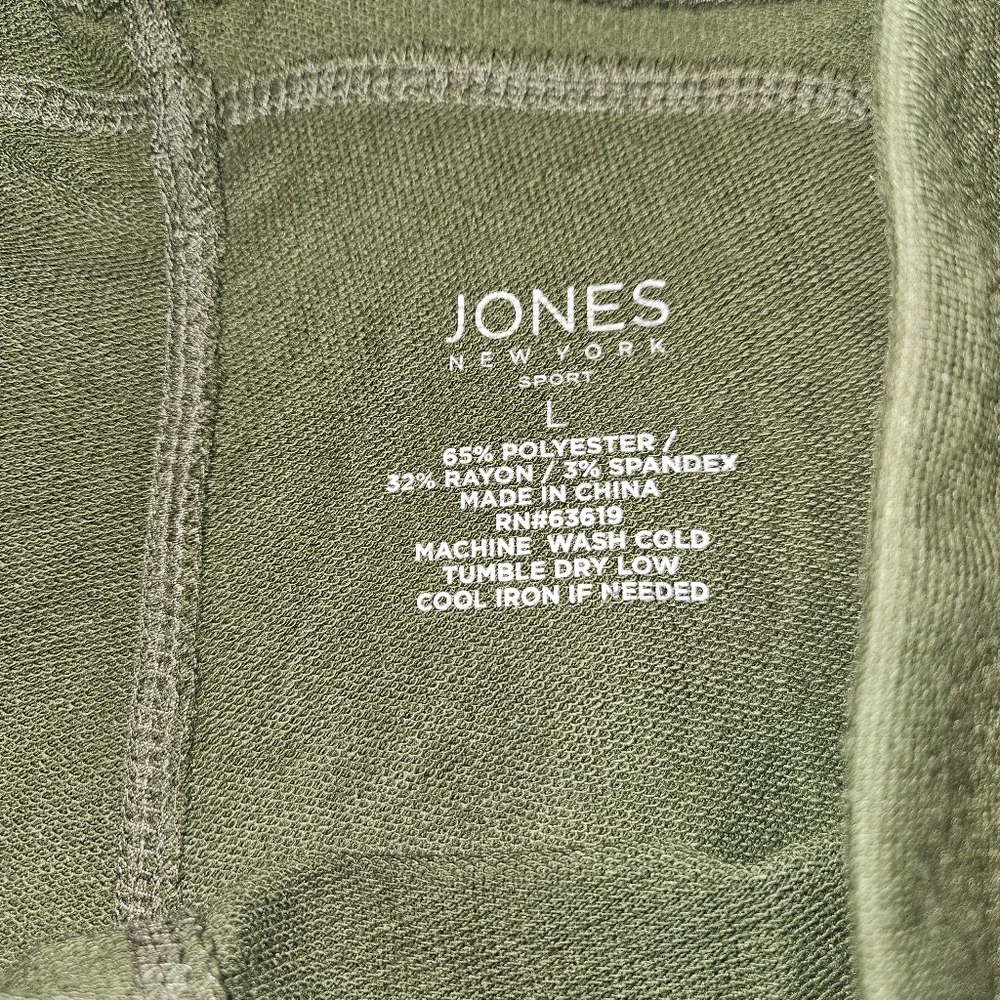 JONES
NEW YORK
SPORT
L
65% POLYESTER /
32% RAYON / 3% SPANDEX
MADE IN CHINA
RN#63619
MACHINE WASH COLD
TUMBLE DRY LOW
COOL IRON IF NEEDED